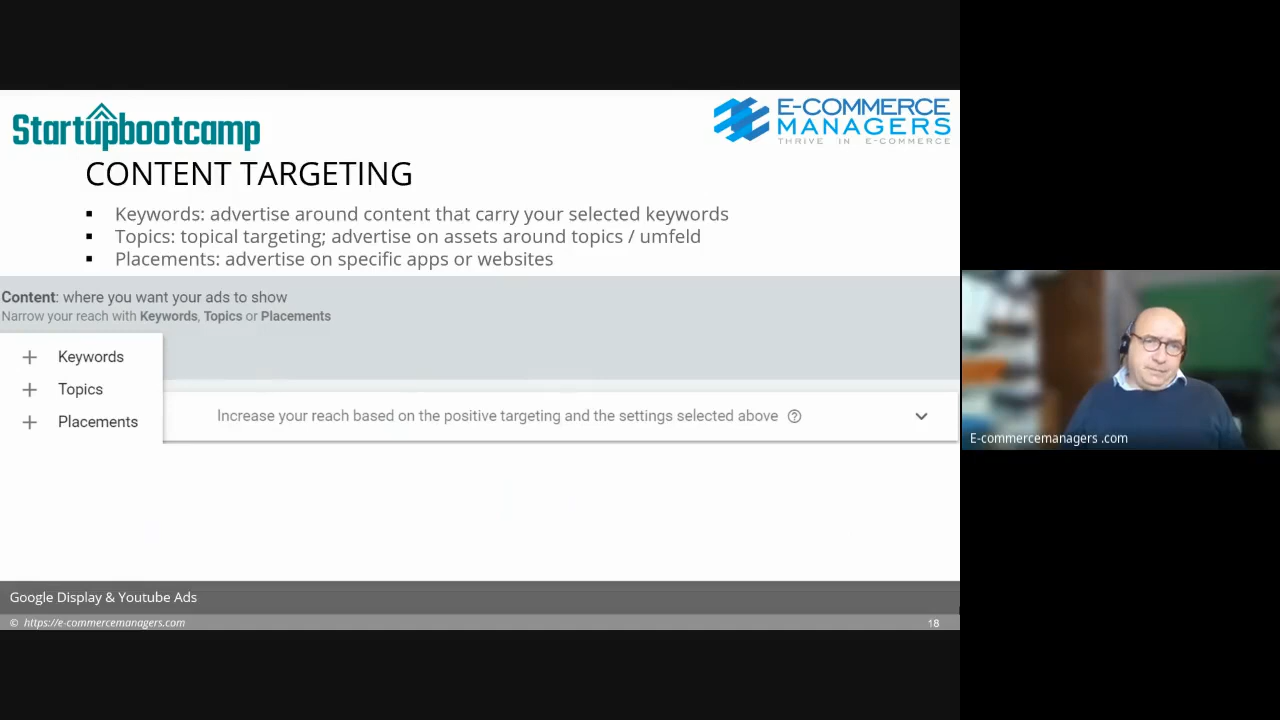 Startupbootcamp
E-COMMERCE
MANAGERS
THRIVE IN E-COMMERCE
CONTENT TARGETING
▪ Keywords: advertise around content that carry your selected keywords
▪ Topics: topical targeting; advertise on assets around topics / umfeld
▪ Placements: advertise on specific apps or websites
Content: where you want your ads to show
Narrow your reach with Keywords, Topics or Placements
+ Keywords
+ Topics
+ Placements
Increase your reach based on the positive targeting and the settings selected above ?
E-commercemanagers .com
Google Display & Youtube Ads
© https://e-commercemanagers.com
18